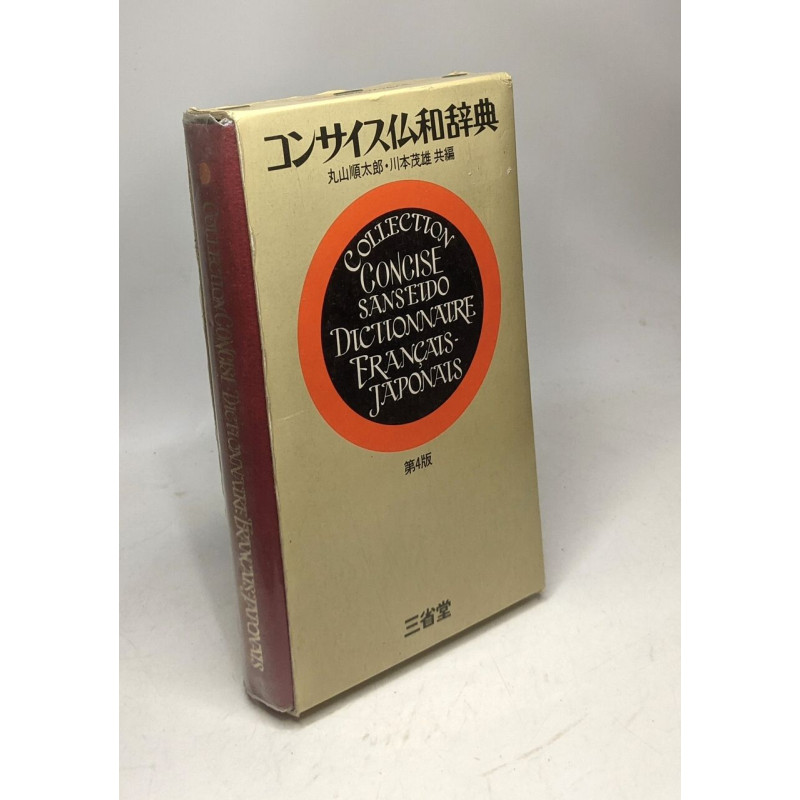 コンサイス仏和辞典
丸山順太郎・川本茂雄 共編
COLLECTION
CONCISE
SANSEIDO
DICTIONNAIRE
FRANÇAIS-
JAPONAIS
第4版
三省堂
COLLECTION CONCISE DICTIONNAIRE FRANÇAIS-JAPONAIS